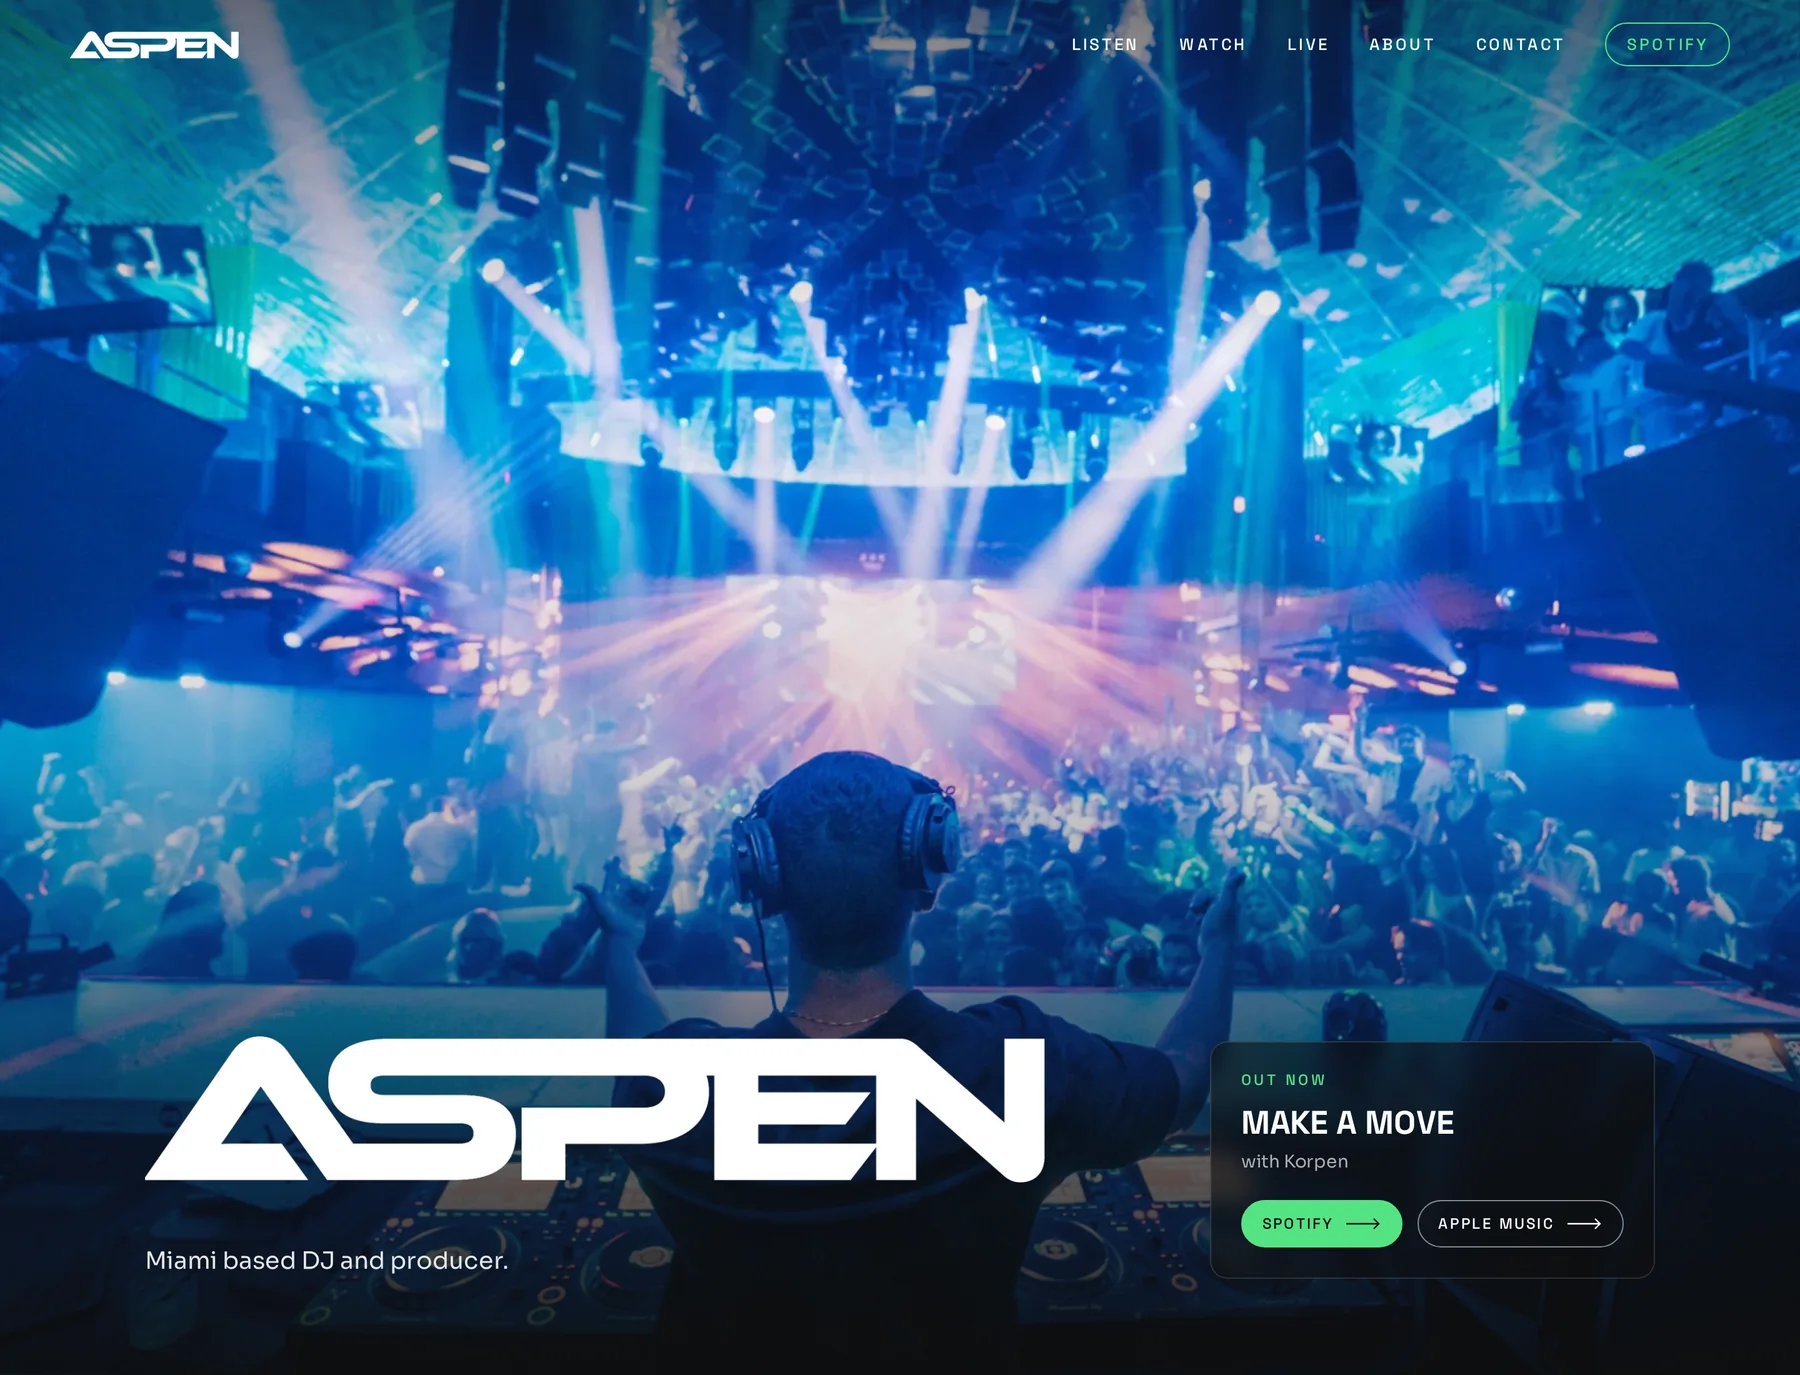 ASPEN
LISTEN WATCH LIVE ABOUT CONTACT SPOTIFY
ASPEN
Miami based DJ and producer.
OUT NOW
MAKE A MOVE
with Korpen
SPOTIFY
APPLE MUSIC